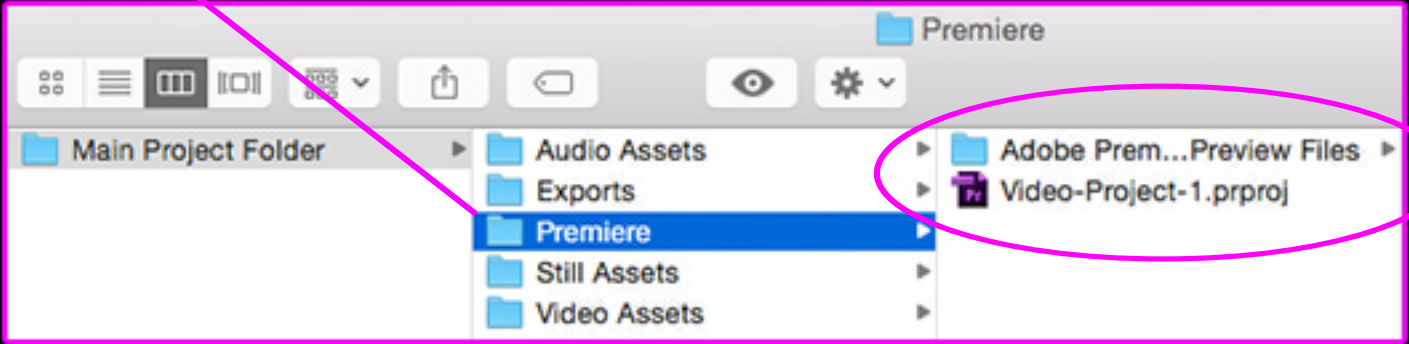 Premiere
Main Project Folder
Audio Assets
Exports
Premiere
Still Assets
Video Assets
Adobe Prem...Preview Files
Pr
Video-Project-1.prproj